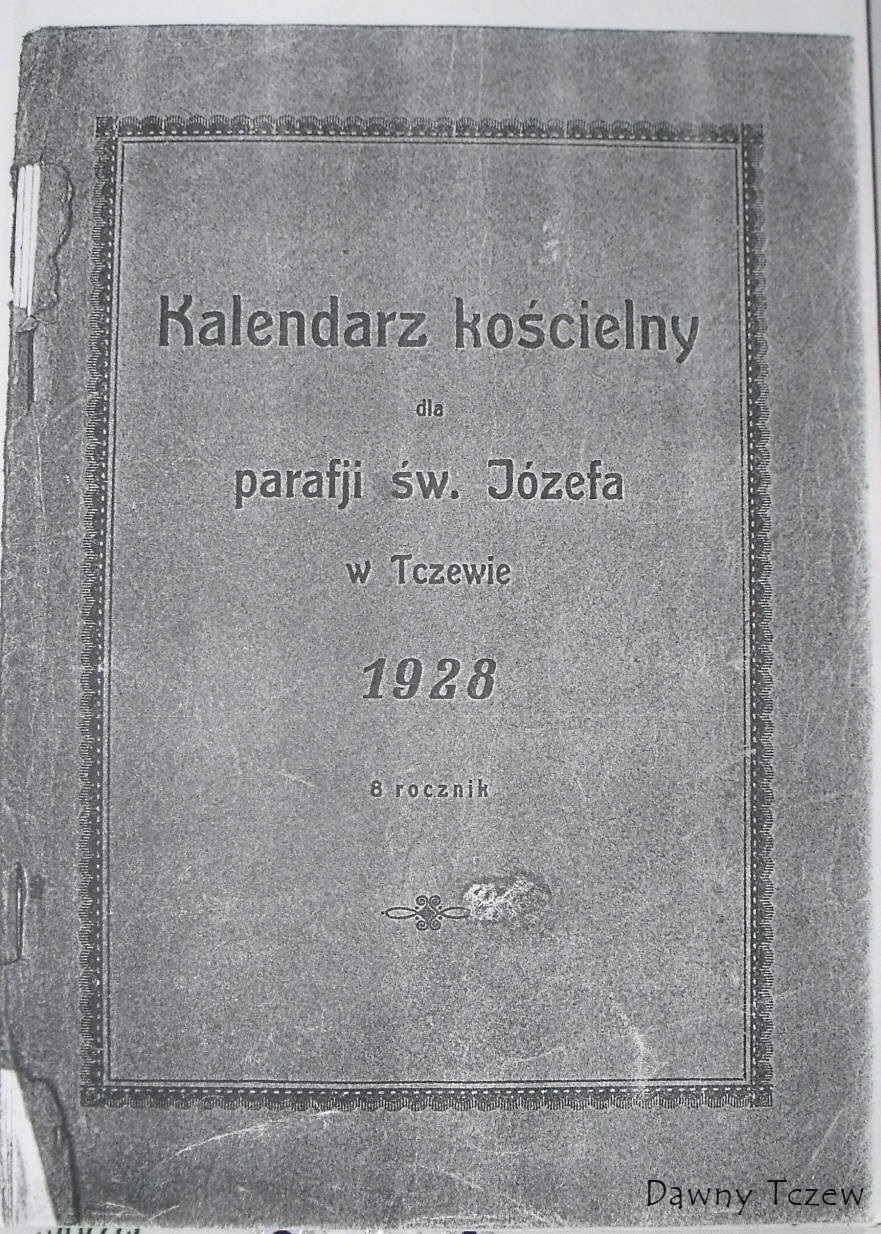 Kalendarz kościelny
dla
parafji św. Józefa
w Tczewie
1928
8 rocznik
Dawny Tczew